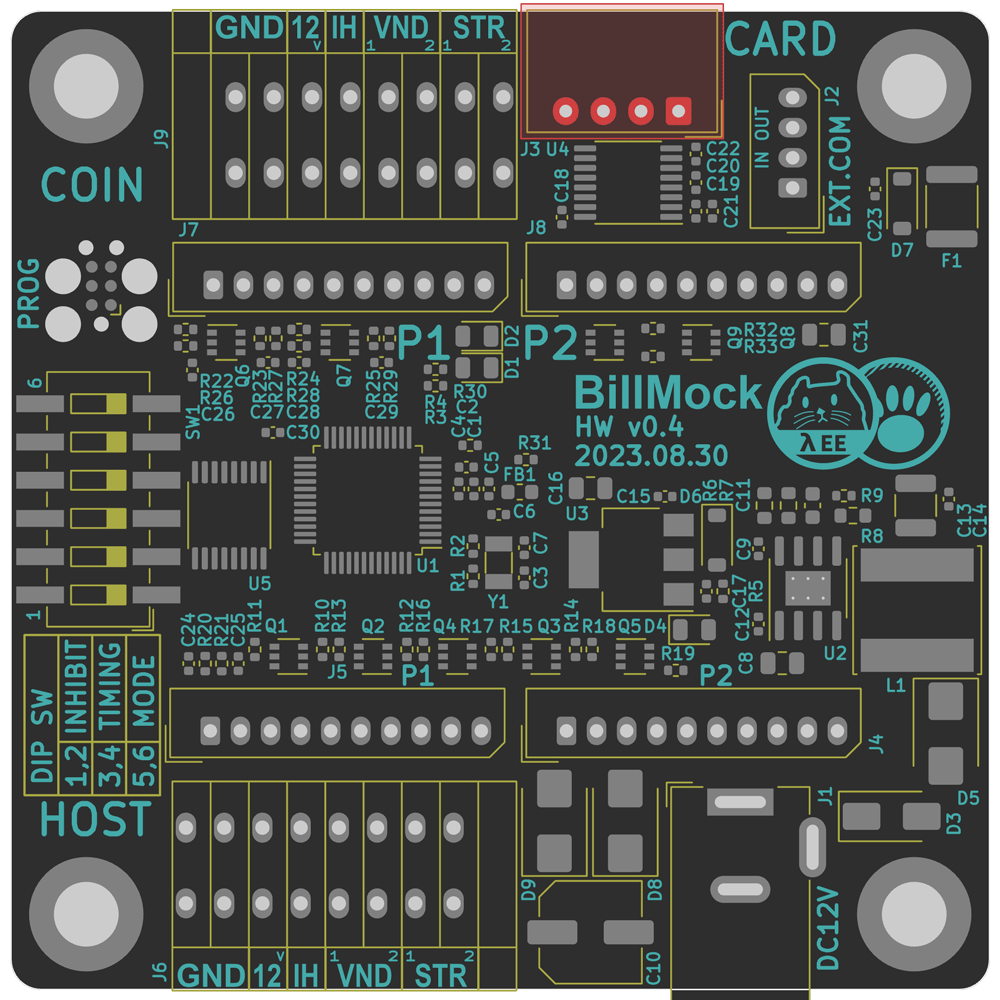 GND 12V IH VND STR
1 2 1 2
CARD
J9
COIN
J3 U4
C22
C20
C19
C18
C21
IN OUT
J2
EXT.COM
C23
D7
F1
J7
J8
PROG
P1
D2
D1
P2
Q9
R32
R33
Q8
C31
R22
R26
C26
Q6
R23
R27
C27
R24
R28
C28
Q7
R25
R29
C29
R4
R3
R30
C2
C4
C1
BillMock
HW v0.4
2023.08.30
λ EE
6
SW1
1
C30
R31
C5
FB1
C6
C16
U3
C15
D6
R6
R7
C11
R9
R8
C13
C14
U5
U1
R2
R1
C7
C3
Y1
C9
C17
C12
R5
U2
C8
L1
C24
R20
R21
C25
R11
Q1
R10
R13
Q2
R12
R16
Q4
R17
R15
Q3
R14
R18
Q5
D4
R19
J5
P1
P2
J4
DIP SW
1,2 INHIBIT
3,4 TIMING
5,6 MODE
HOST
J1
D5
D3
D9
D8
C10
DC12V
J6
1 2 1 2
GND 12V IH VND STR